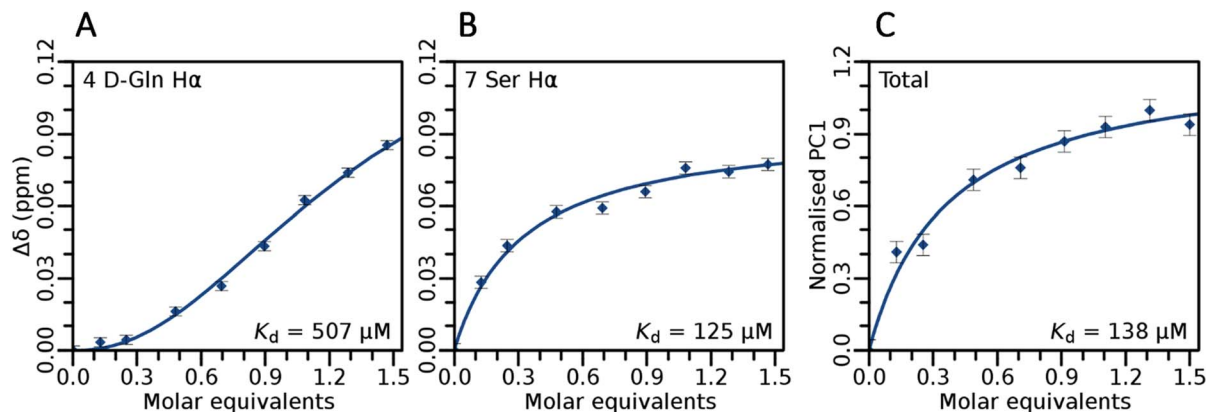 A
B
C
0.12
0.09
0.06
0.03
0.00
Δδ (ppm)
4 D-Gln Hα
Kd = 507 μM
0.0 0.3 0.6 0.9 1.2 1.5
Molar equivalents
0.12
0.09
0.06
0.03
0.00
7 Ser Hα
Kd = 125 μM
0.0 0.3 0.6 0.9 1.2 1.5
Molar equivalents
1.2
0.9
0.6
0.3
0.0
Normalised PC1
Total
Kd = 138 μM
0.0 0.3 0.6 0.9 1.2 1.5
Molar equivalents